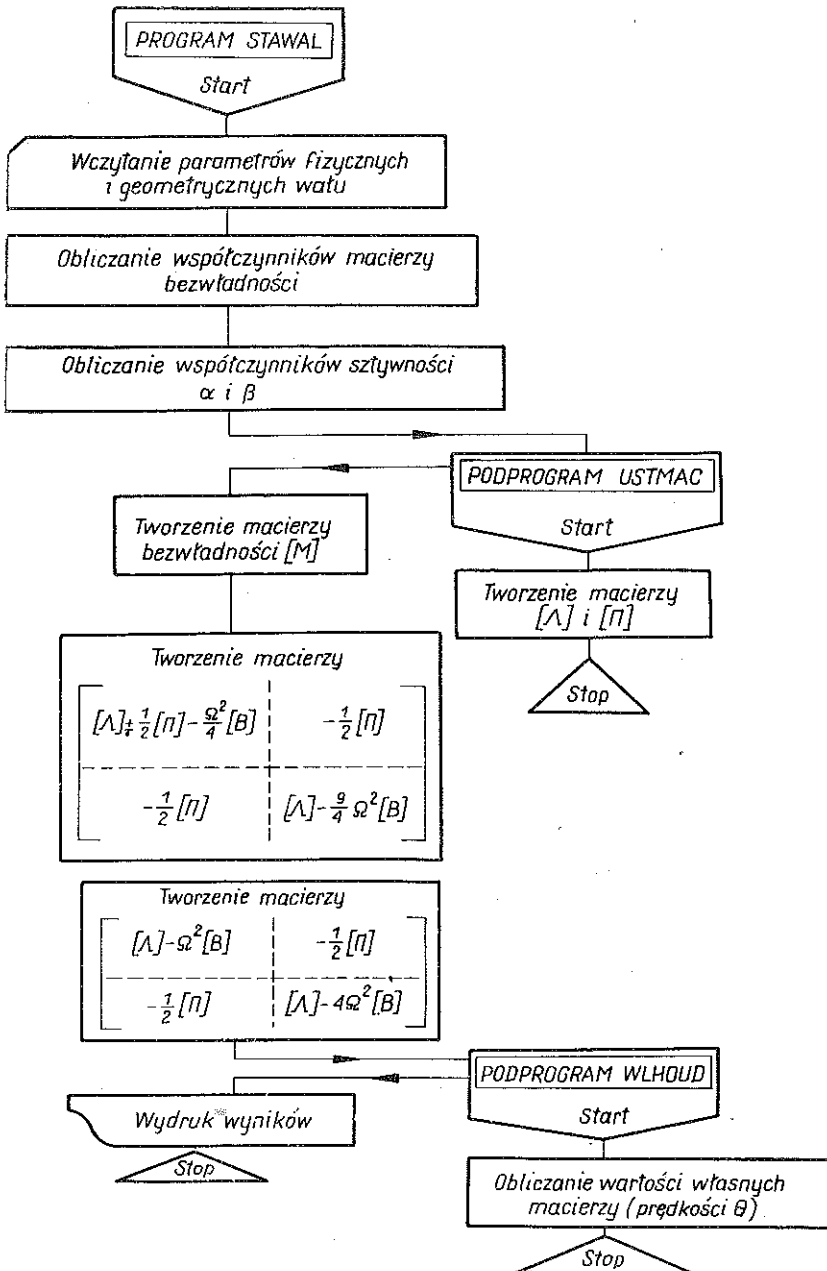 PROGRAM STAWAL
Start
Wczytanie parametrów fizycznych
i geometrycznych wału
Obliczanie współczynników macierzy
bezwładności
Obliczanie współczynników sztywności
α i β
PODPROGRAM USTMAC
Start
Tworzenie macierzy
[Λ] i [Π]
Stop
Tworzenie macierzy
bezwładności [M]
Tworzenie macierzy
[Λ]∓½[Π]-Ω²/4[B] -½[Π]
-½[Π] [Λ]-9/4Ω²[B]
Tworzenie macierzy
[Λ]-Ω²[B] -½[Π]
-½[Π] [Λ]-4Ω²[B]
PODPROGRAM WLHOUD
Start
Obliczanie wartości własnych
macierzy (prędkości θ)
Stop
Wydruk wyników
Stop